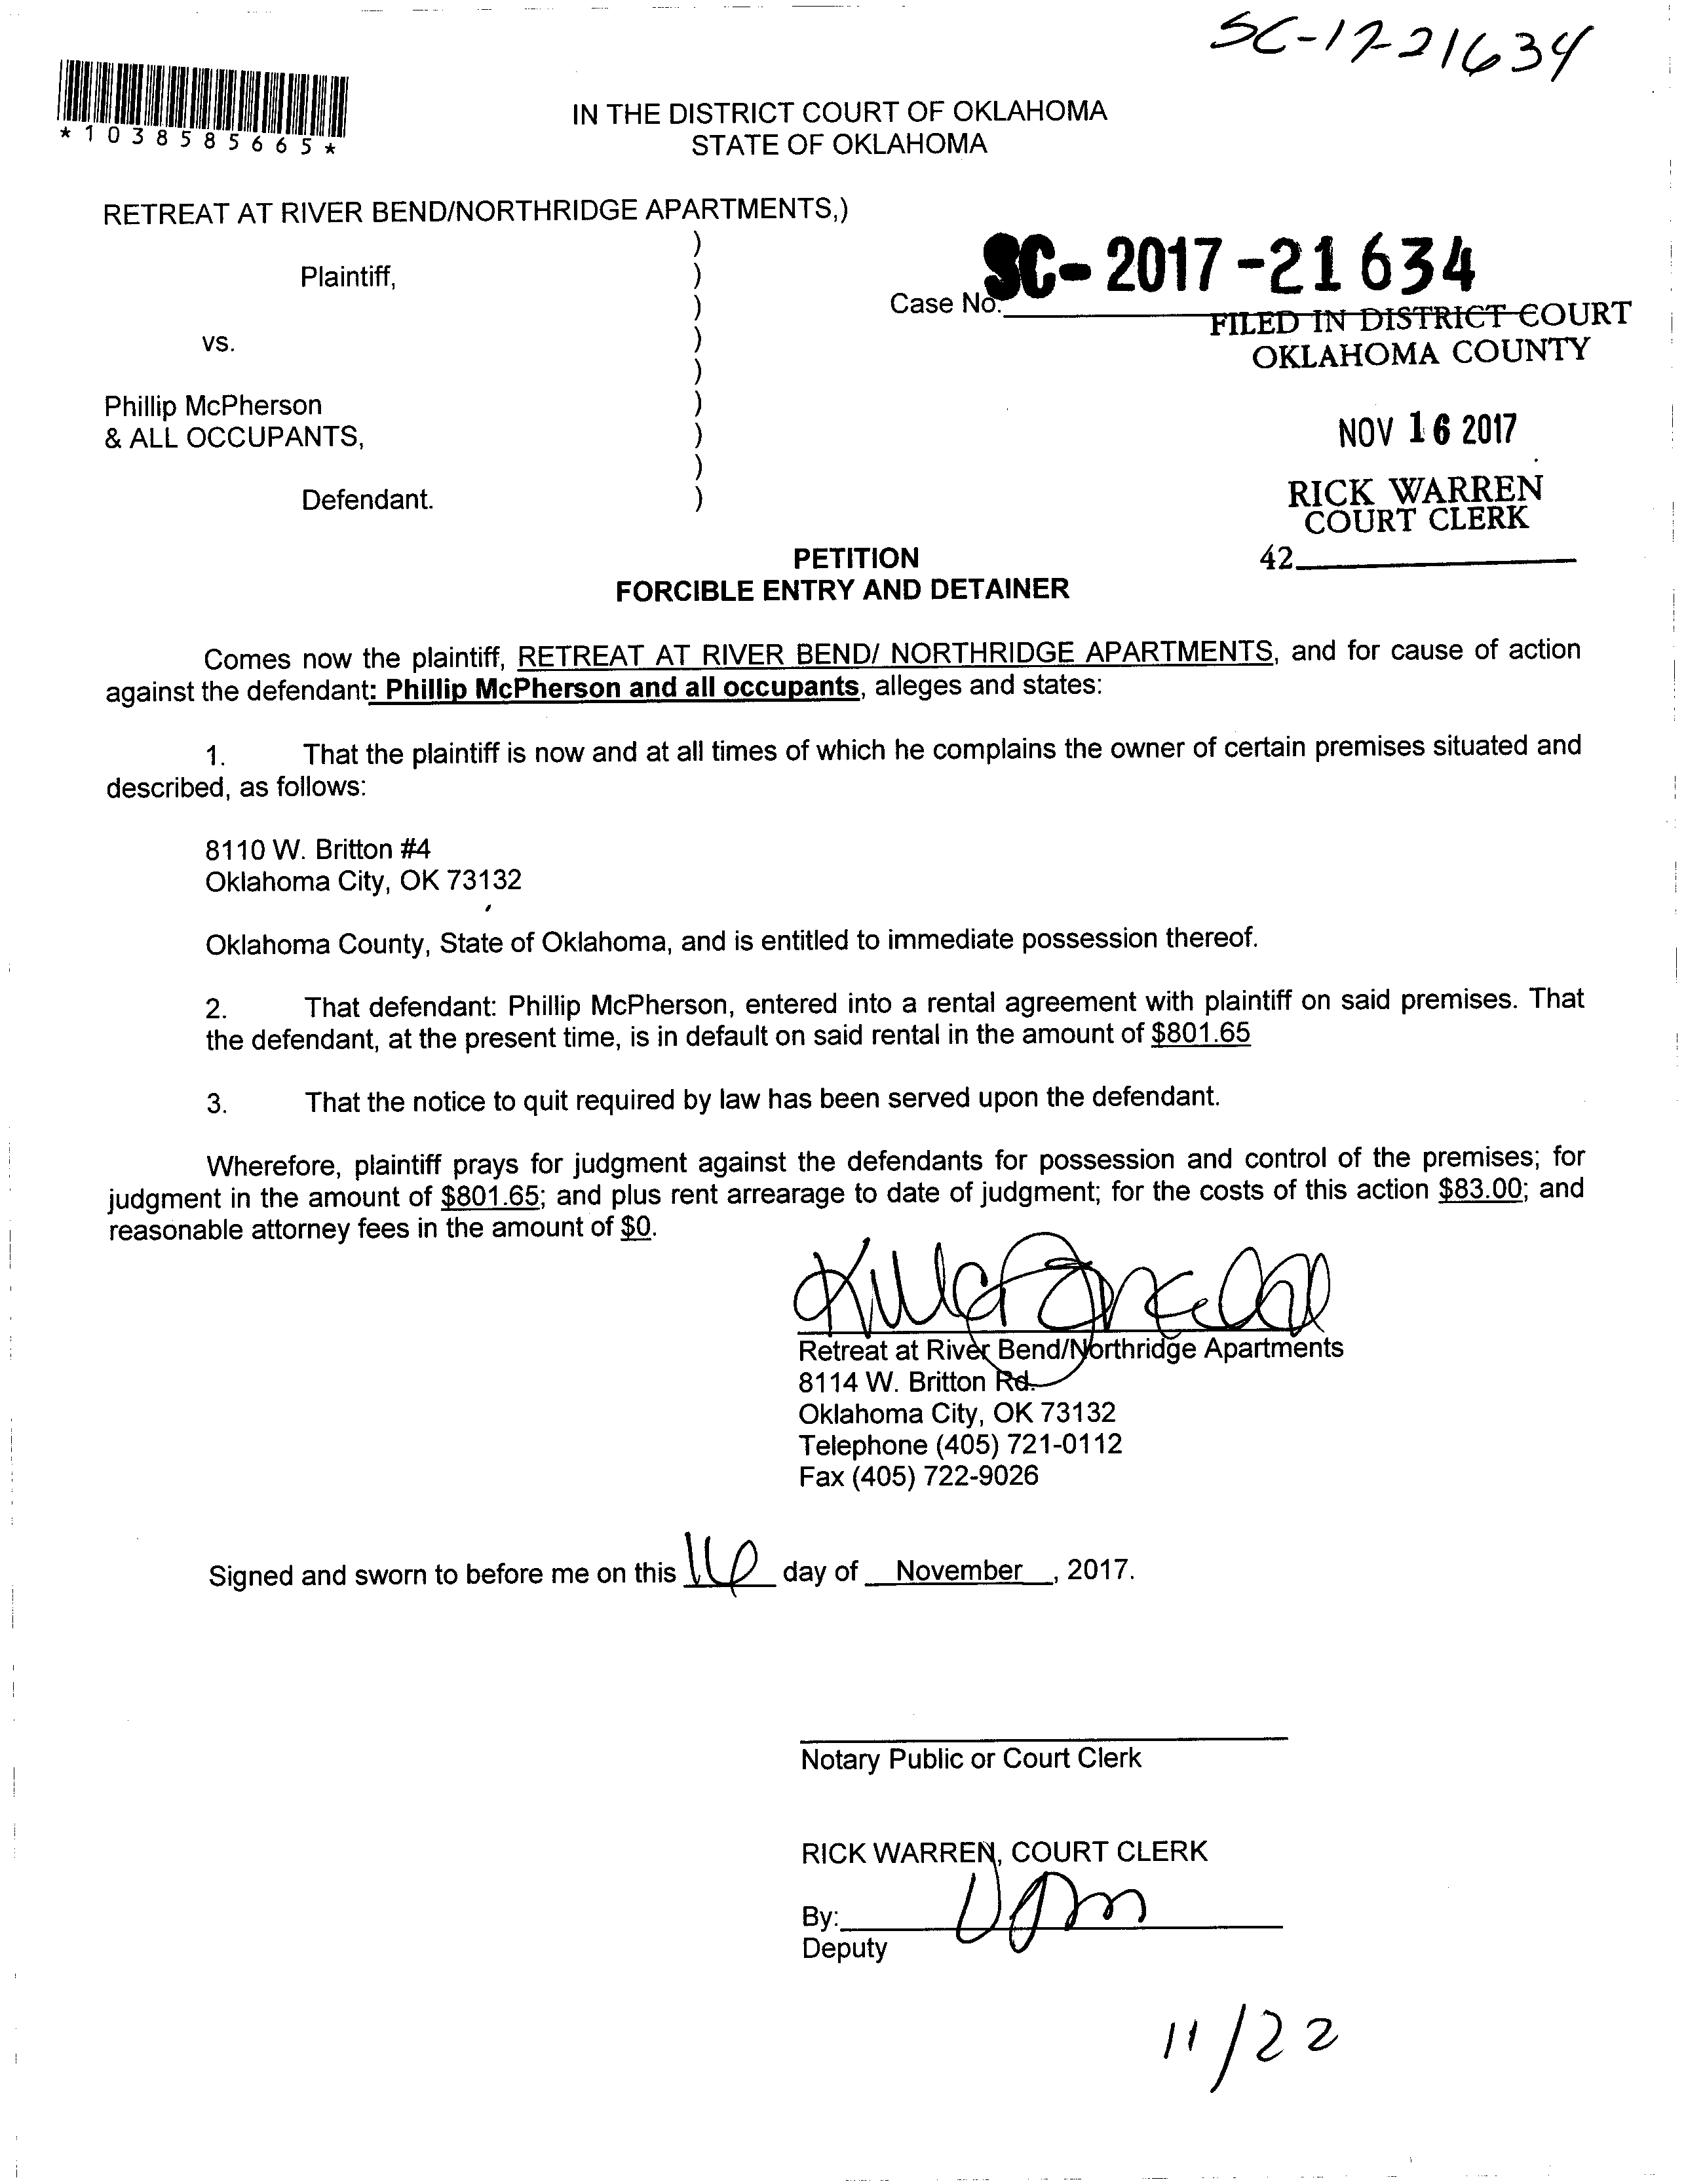 SC-17-21634
*1038585665*
IN THE DISTRICT COURT OF OKLAHOMA
STATE OF OKLAHOMA
RETREAT AT RIVER BEND/NORTHRIDGE APARTMENTS,)
)
Plaintiff, )
)
vs. )
)
Phillip McPherson )
& ALL OCCUPANTS, )
)
Defendant. )
Case No. SC-2017-21634
FILED IN DISTRICT COURT
OKLAHOMA COUNTY
NOV 16 2017
RICK WARREN
COURT CLERK
42
PETITION
FORCIBLE ENTRY AND DETAINER
Comes now the plaintiff, RETREAT AT RIVER BEND/ NORTHRIDGE APARTMENTS, and for cause of action
against the defendant: Phillip McPherson and all occupants, alleges and states:
1. That the plaintiff is now and at all times of which he complains the owner of certain premises situated and
described, as follows:
8110 W. Britton #4
Oklahoma City, OK 73132
Oklahoma County, State of Oklahoma, and is entitled to immediate possession thereof.
2. That defendant: Phillip McPherson, entered into a rental agreement with plaintiff on said premises. That
the defendant, at the present time, is in default on said rental in the amount of $801.65
3. That the notice to quit required by law has been served upon the defendant.
Wherefore, plaintiff prays for judgment against the defendants for possession and control of the premises; for
judgment in the amount of $801.65; and plus rent arrearage to date of judgment; for the costs of this action $83.00; and
reasonable attorney fees in the amount of $0.
Retreat at River Bend/Northridge Apartments
8114 W. Britton Rd.
Oklahoma City, OK 73132
Telephone (405) 721-0112
Fax (405) 722-9026
Signed and sworn to before me on this 16 day of November, 2017.
Notary Public or Court Clerk
RICK WARREN, COURT CLERK
By:
Deputy
11/22